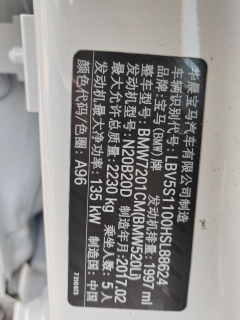 华晨宝马汽车有限公司制造
车辆识别代号: LBV5S1100HSL88624
品牌: 宝马(BMW)牌 发动机排量: 1997 ml
整车型号: BMW7201CM(BMW520Li)
发动机型号: N20B20D 制造年月: 2017.02
最大允许总质量: 2230 kg 乘坐人数: 5人
发动机最大净功率: 135 kW 制造国: 中国
颜色代码/色圈: A96
7310673